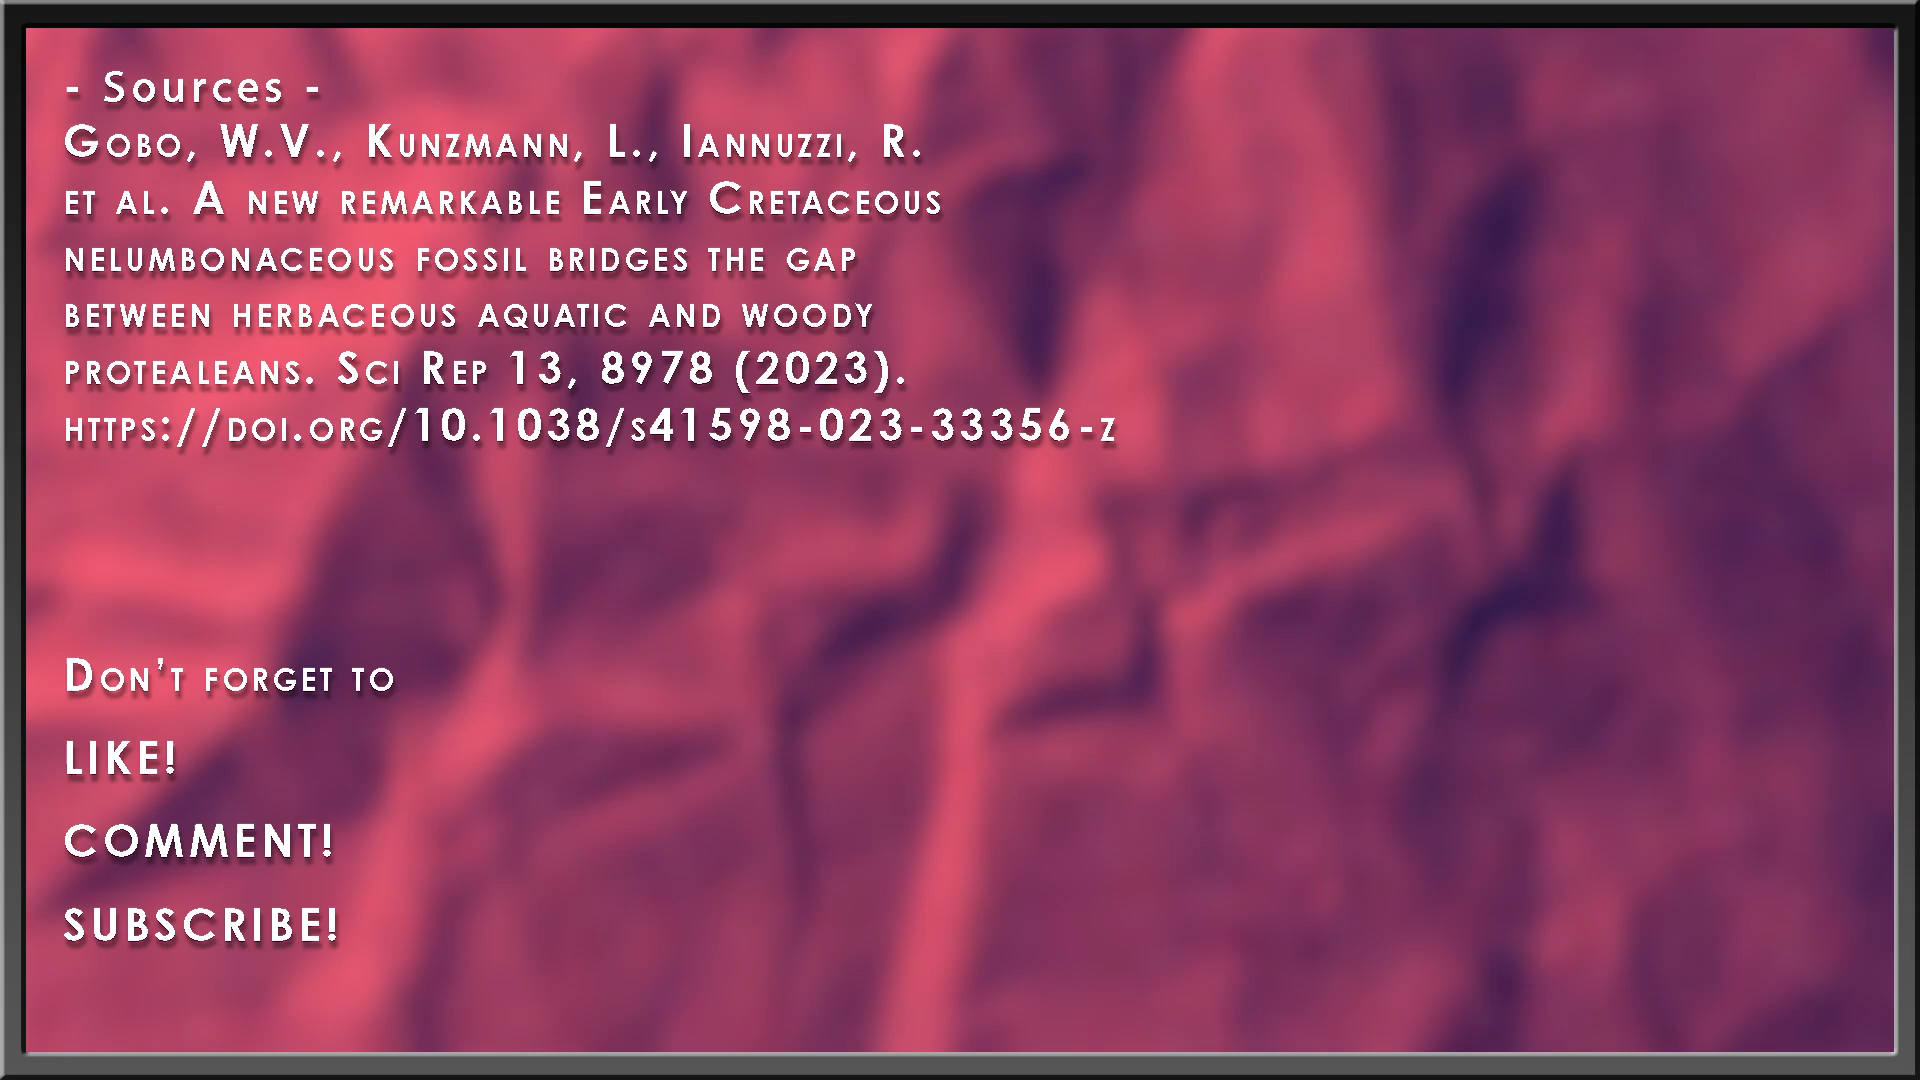 - Sources -
Gobo, W.V., Kunzmann, L., Iannuzzi, R.
et al. A new remarkable Early Cretaceous
nelumbonaceous fossil bridges the gap
between herbaceous aquatic and woody
protealeans. Sci Rep 13, 8978 (2023).
https://doi.org/10.1038/s41598-023-33356-z
Don't forget to
LIKE!
COMMENT!
SUBSCRIBE!